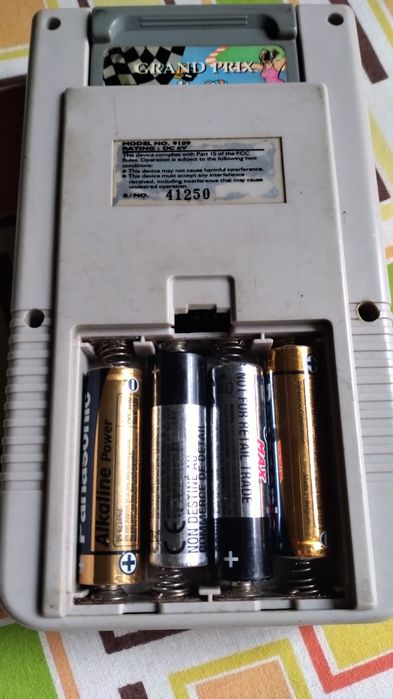 GRAND PRIX
MODEL NO. 9109
RATING : DC 6V
This device complies with Part 15 of the FCC
Rules. Operation is subject to the following two
conditions:
● This device may not cause harmful interference.
● This device must accept any interference
received, including interference that may cause
undesired operation.
S/NO. 41250
Panasonic
Alkaline Power
+
CE
NON DESTINÉ AU
COMMERCE DE DÉTAIL
NOT FOR RETAIL TRADE
MAX
+
+